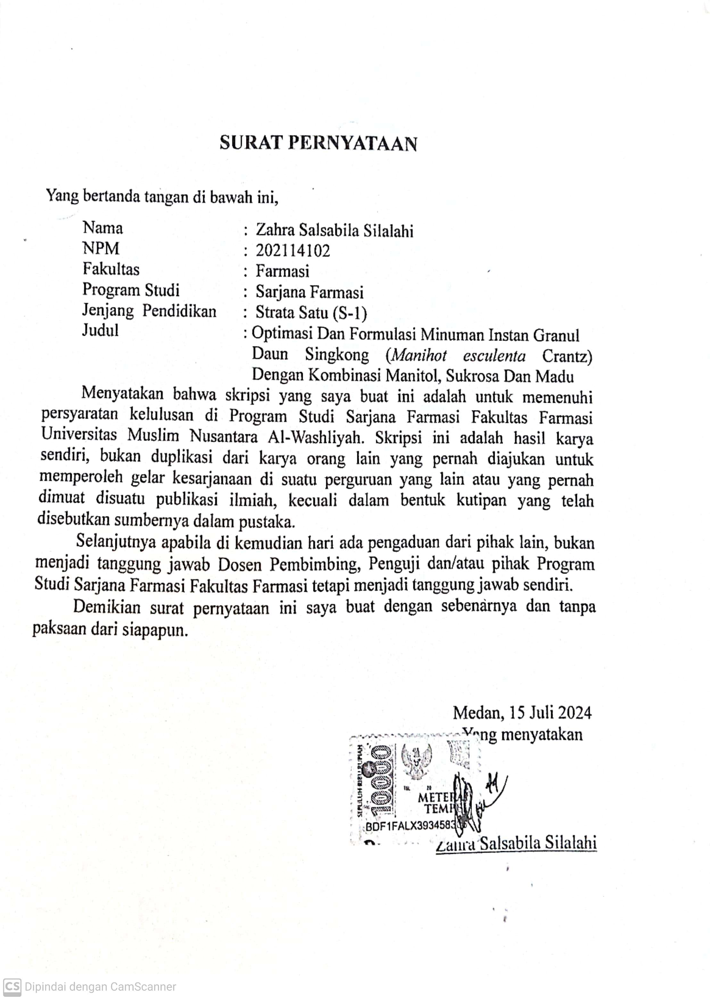 SURAT PERNYATAAN
Yang bertanda tangan di bawah ini,
Nama : Zahra Salsabila Silalahi
NPM : 202114102
Fakultas : Farmasi
Program Studi : Sarjana Farmasi
Jenjang Pendidikan : Strata Satu (S-1)
Judul : Optimasi Dan Formulasi Minuman Instan Granul
Daun Singkong (Manihot esculenta Crantz)
Dengan Kombinasi Manitol, Sukrosa Dan Madu
Menyatakan bahwa skripsi yang saya buat ini adalah untuk memenuhi
persyaratan kelulusan di Program Studi Sarjana Farmasi Fakultas Farmasi
Universitas Muslim Nusantara Al-Washliyah. Skripsi ini adalah hasil karya
sendiri, bukan duplikasi dari karya orang lain yang pernah diajukan untuk
memperoleh gelar kesarjanaan di suatu perguruan yang lain atau yang pernah
dimuat disuatu publikasi ilmiah, kecuali dalam bentuk kutipan yang telah
disebutkan sumbernya dalam pustaka.
Selanjutnya apabila di kemudian hari ada pengaduan dari pihak lain, bukan
menjadi tanggung jawab Dosen Pembimbing, Penguji dan/atau pihak Program
Studi Sarjana Farmasi Fakultas Farmasi tetapi menjadi tanggung jawab sendiri.
Demikian surat pernyataan ini saya buat dengan sebenarnya dan tanpa
paksaan dari siapapun.
Medan, 15 Juli 2024
Yang menyatakan
SEPULUH RIBU RUPIAH
10000
TGL 20
METERAI
TEMPEL
Zahra Salsabila Silalahi
CS Dipindai dengan CamScanner